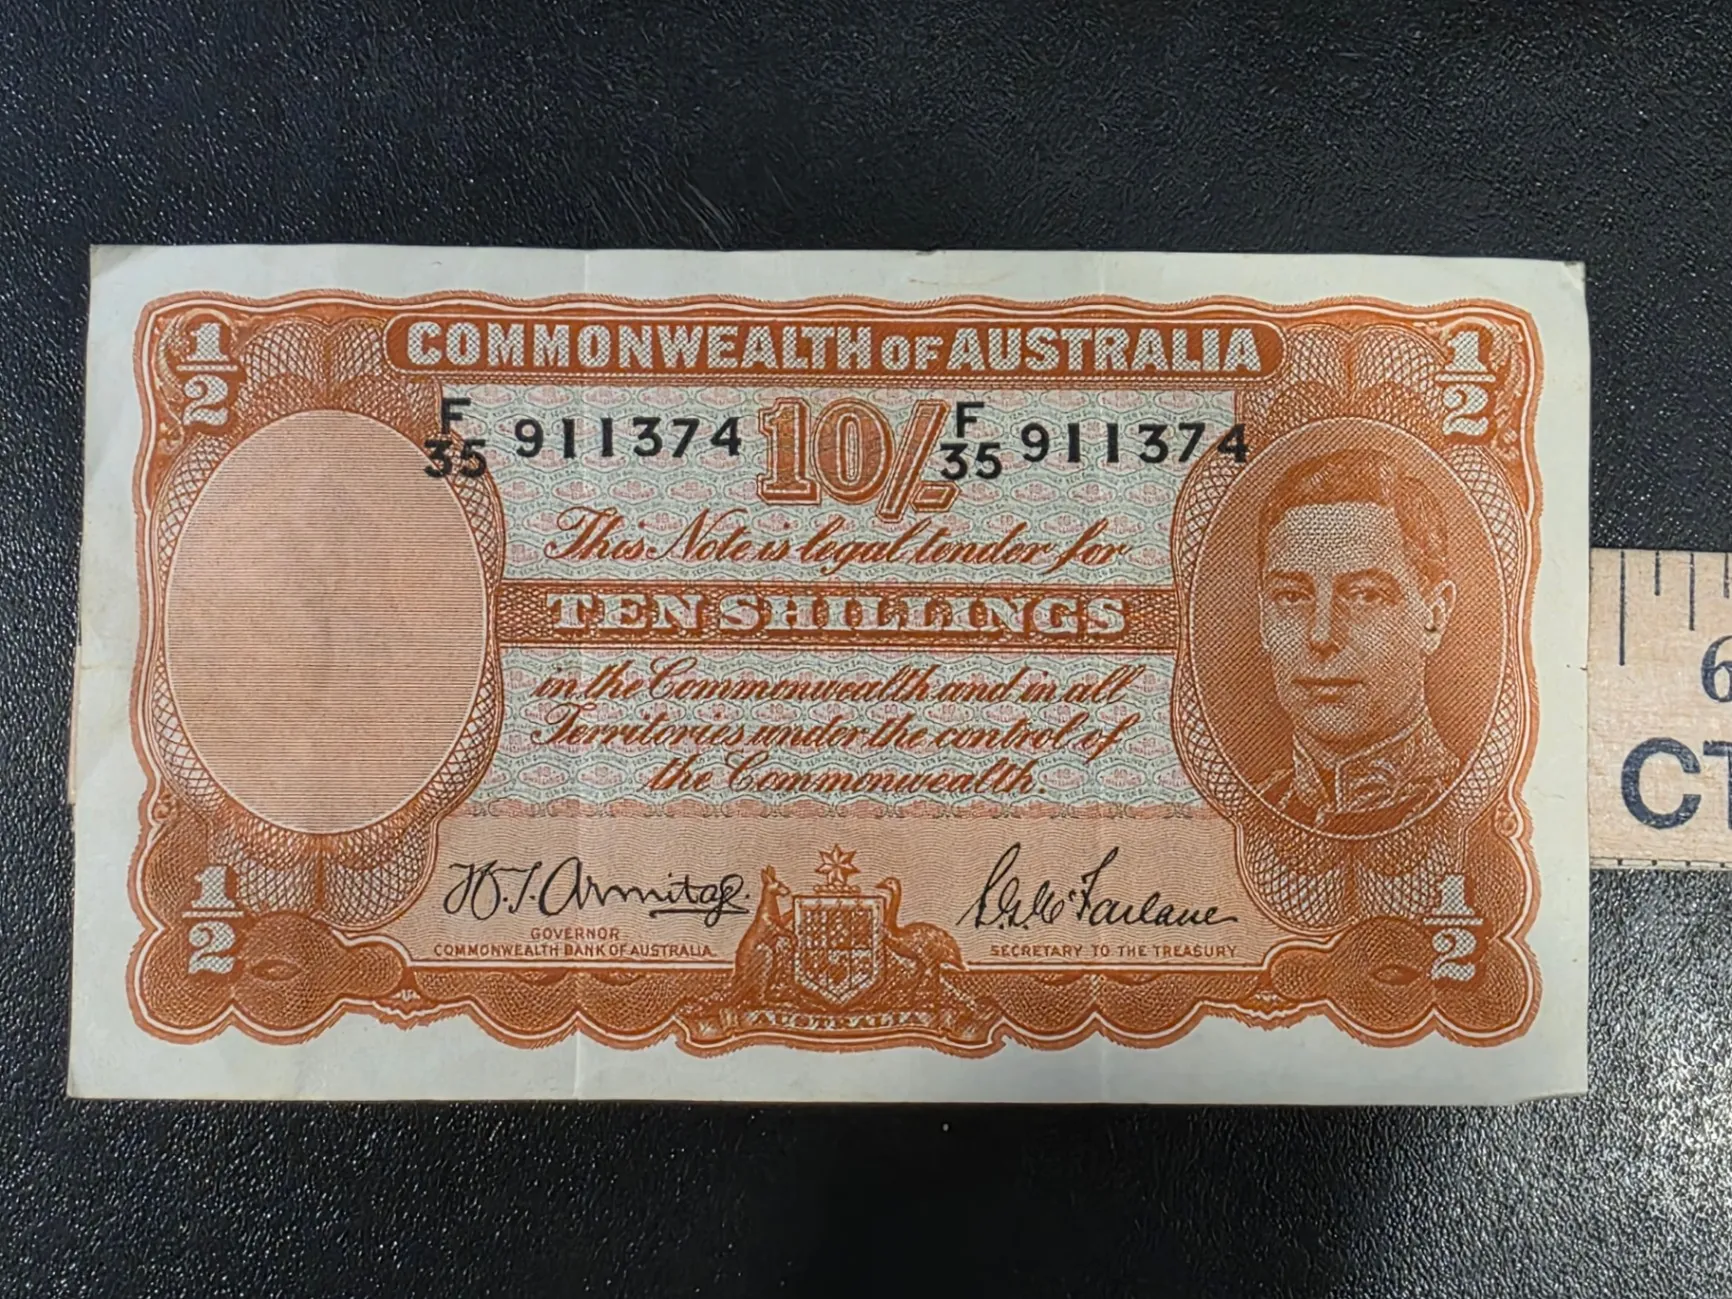 1/2
COMMONWEALTH OF AUSTRALIA
1/2
F/35 911374
10/-
F/35 911374
This Note is legal tender for
TEN SHILLINGS
in the Commonwealth and in all
Territories under the control of
the Commonwealth.
H.T. Armitage.
S.G. McFarlane
GOVERNOR
COMMONWEALTH BANK OF AUSTRALIA
SECRETARY TO THE TREASURY
1/2
AUSTRALIA
1/2
6
CT